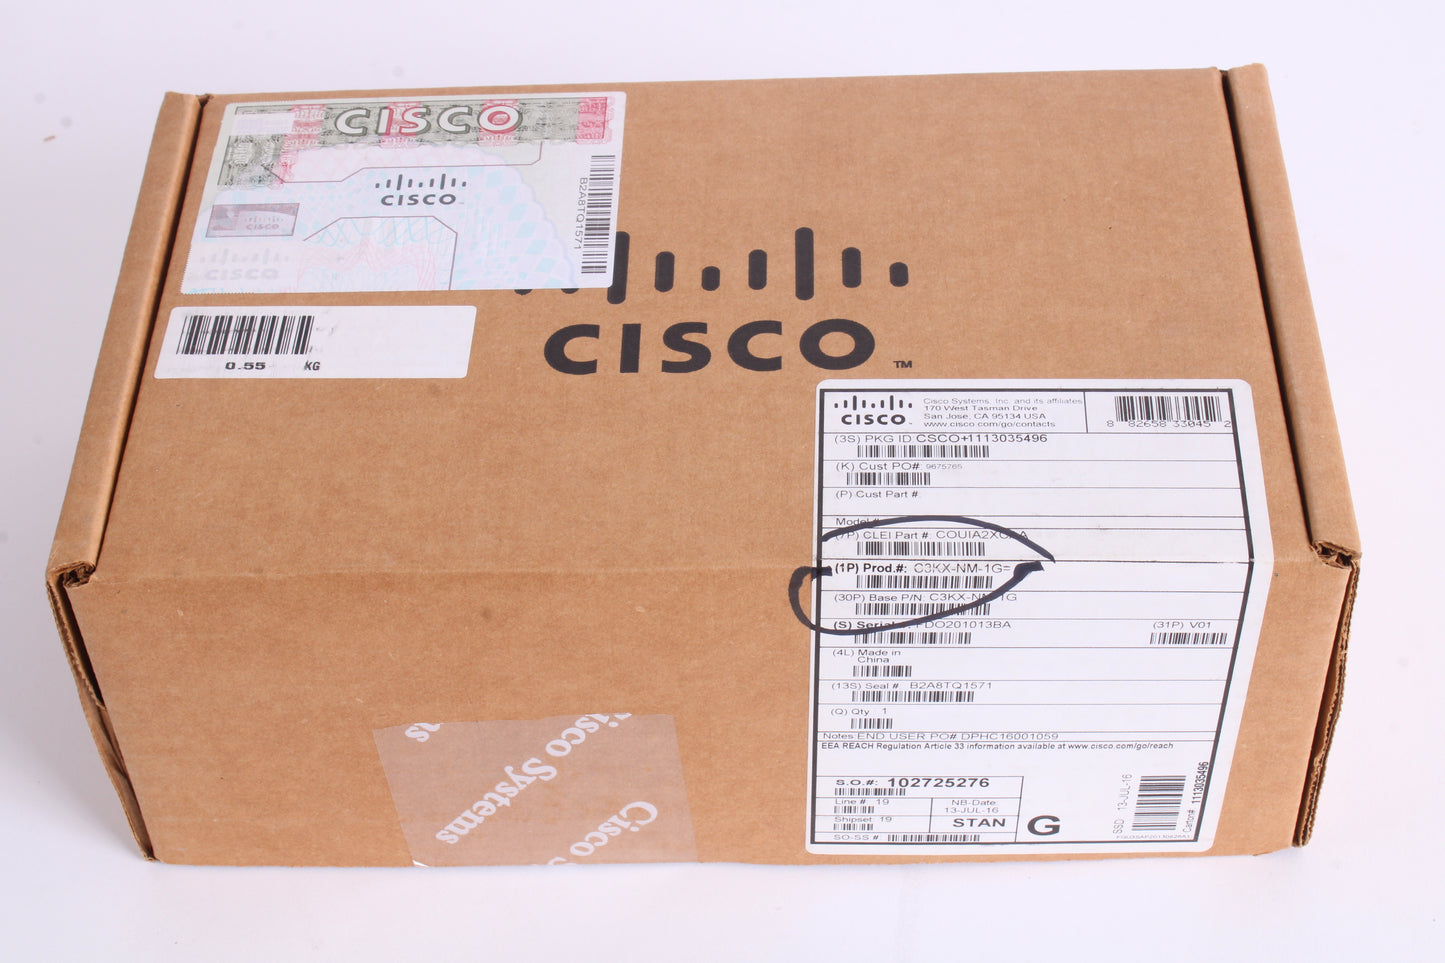 CISCO
CISCO
B2A8TQ1571
CISCO
CISCO
0.55 KG
CISCO TM
CISCO
Cisco Systems, Inc. and its affiliates
170 West Tasman Drive
San Jose, CA 95134 USA
www.cisco.com/go/contacts
8 82658 33045 2
(3S) PKG ID: CSCO+1113035496
(K) Cust PO#: 9675765
(P) Cust Part #:
Model #
(7P) CLEI Part #
(1P) Prod.#: C3KX-NM-1G=
(30P) Base P/N: C3KX-NM-1G
(S) Serial #: FDO201013BA (31P) V01
(4L) Made in
China
(13S) Seal #: B2A8TQ1571
(Q) Qty : 1
Notes END USER PO# DPHC16001059
EEA REACH Regulation Article 33 information available at www.cisco.com/go/reach
S.O.#: 102725276
Line #: 19
NB-Date:
13-JUL-16
Shipset: 19
STAN
SO-SS #
G
SSD 13-JUL-16
Carton# 1113035496
Cisco Systems
Cisco S